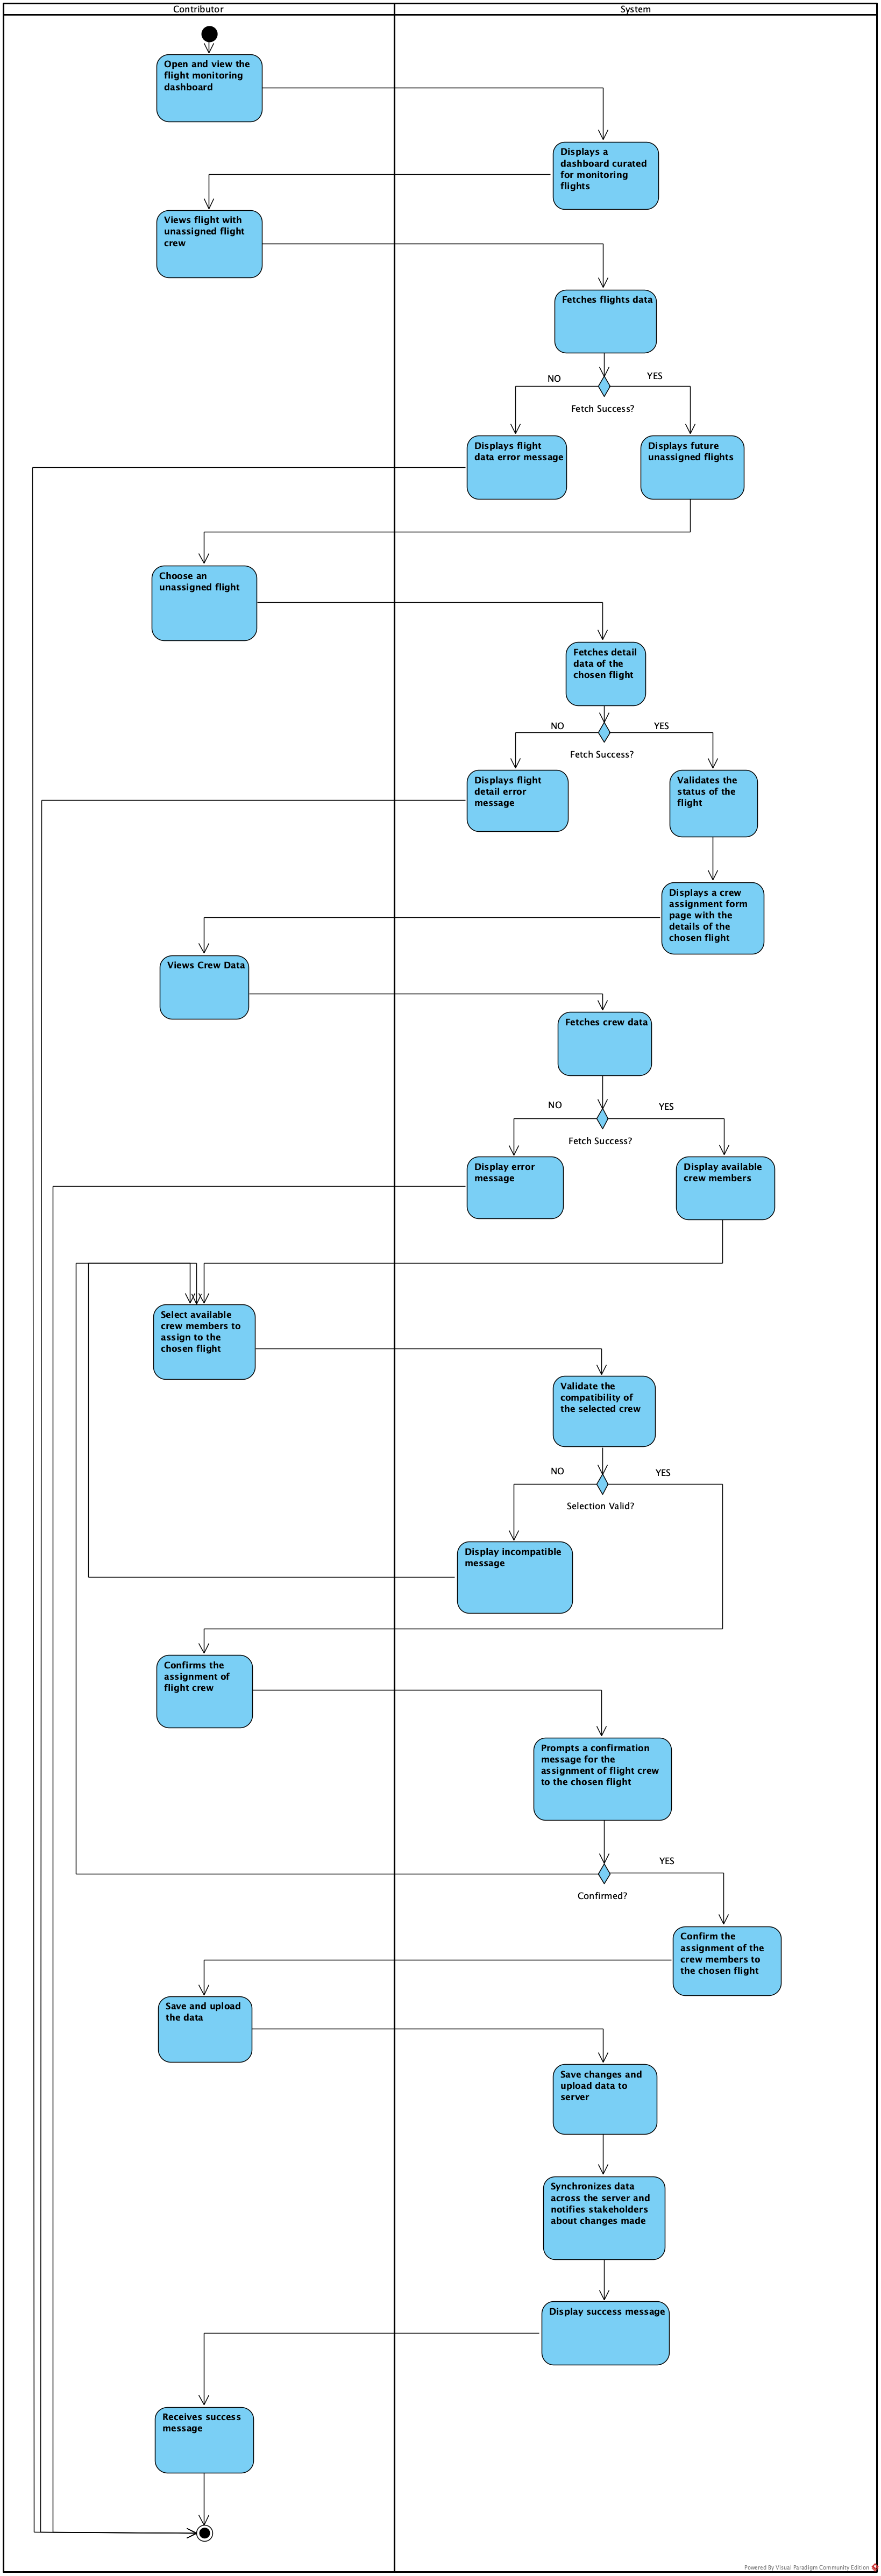 Contributor
System
Open and view the
flight monitoring
dashboard
Displays a
dashboard curated
for monitoring
flights
Views flight with
unassigned flight
crew
Fetches flights data
NO
YES
Fetch Success?
Displays flight
data error message
Displays future
unassigned flights
Choose an
unassigned flight
Fetches detail
data of the
chosen flight
NO
YES
Fetch Success?
Displays flight
detail error
message
Validates the
status of the
flight
Displays a crew
assignment form
page with the
details of the
chosen flight
Views Crew Data
Fetches crew data
NO
YES
Fetch Success?
Display error
message
Display available
crew members
Select available
crew members to
assign to the
chosen flight
Validate the
compatibility of
the selected crew
NO
YES
Selection Valid?
Display incompatible
message
Confirms the
assignment of
flight crew
Prompts a confirmation
message for the
assignment of flight crew
to the chosen flight
YES
Confirmed?
Confirm the
assignment of the
crew members to
the chosen flight
Save and upload
the data
Save changes and
upload data to
server
Synchronizes data
across the server and
notifies stakeholders
about changes made
Display success message
Receives success
message
Powered By Visual Paradigm Community Edition